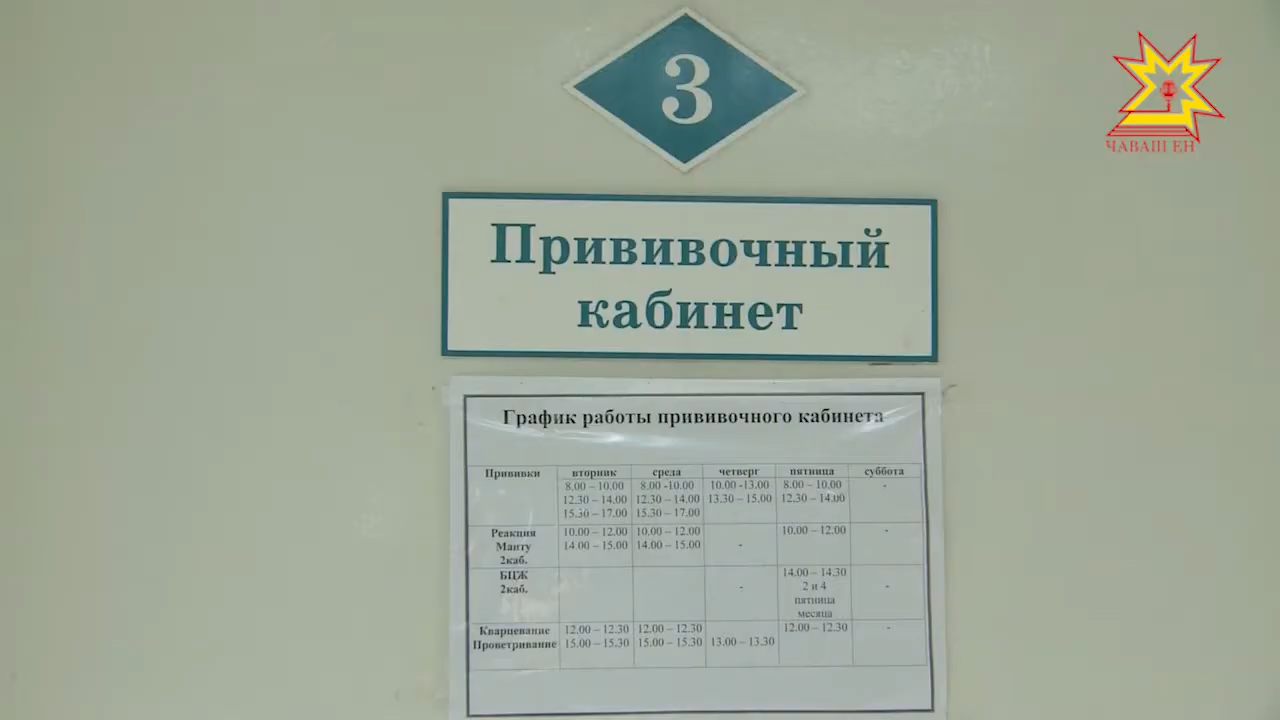 3
ЧАВАШ ЕН
Прививочный
кабинет
График работы прививочного кабинета
Прививки вторник среда четверг пятница суббота
8.00 – 10.00 8.00 -10.00 10.00 -13.00 8.00 – 10.00 -
12.30 – 14.00 12.30 – 14.00 13.30 – 15.00 12.30 – 14.00
15.30 – 17.00 15.30 – 17.00
Реакция 10.00 – 12.00 10.00 – 12.00 10.00 – 12.00 -
Манту 14.00 – 15.00 14.00 – 15.00 -
2каб.
БЦЖ 14.00 – 14.30
2каб. - 2 и 4 -
пятница
месяца
Кварцевание 12.00 – 12.30 12.00 – 12.30 12.00 – 12.30 -
Проветривание 15.00 – 15.30 15.00 – 15.30 13.00 – 13.30